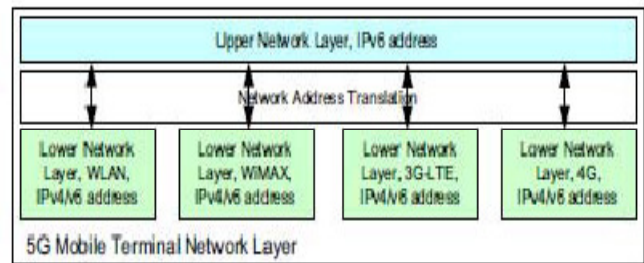 Upper Network Layer, IPv6 address
Network Address Translation
Lower Network
Layer, WLAN,
IPv4/v6 address
Lower Network
Layer, WiMAX,
IPv4/v6 address
Lower Network
Layer, 3G-LTE,
IPv4/v6 address
Lower Network
Layer, 4G,
IPv4/v6 address
5G Mobile Terminal Network Layer